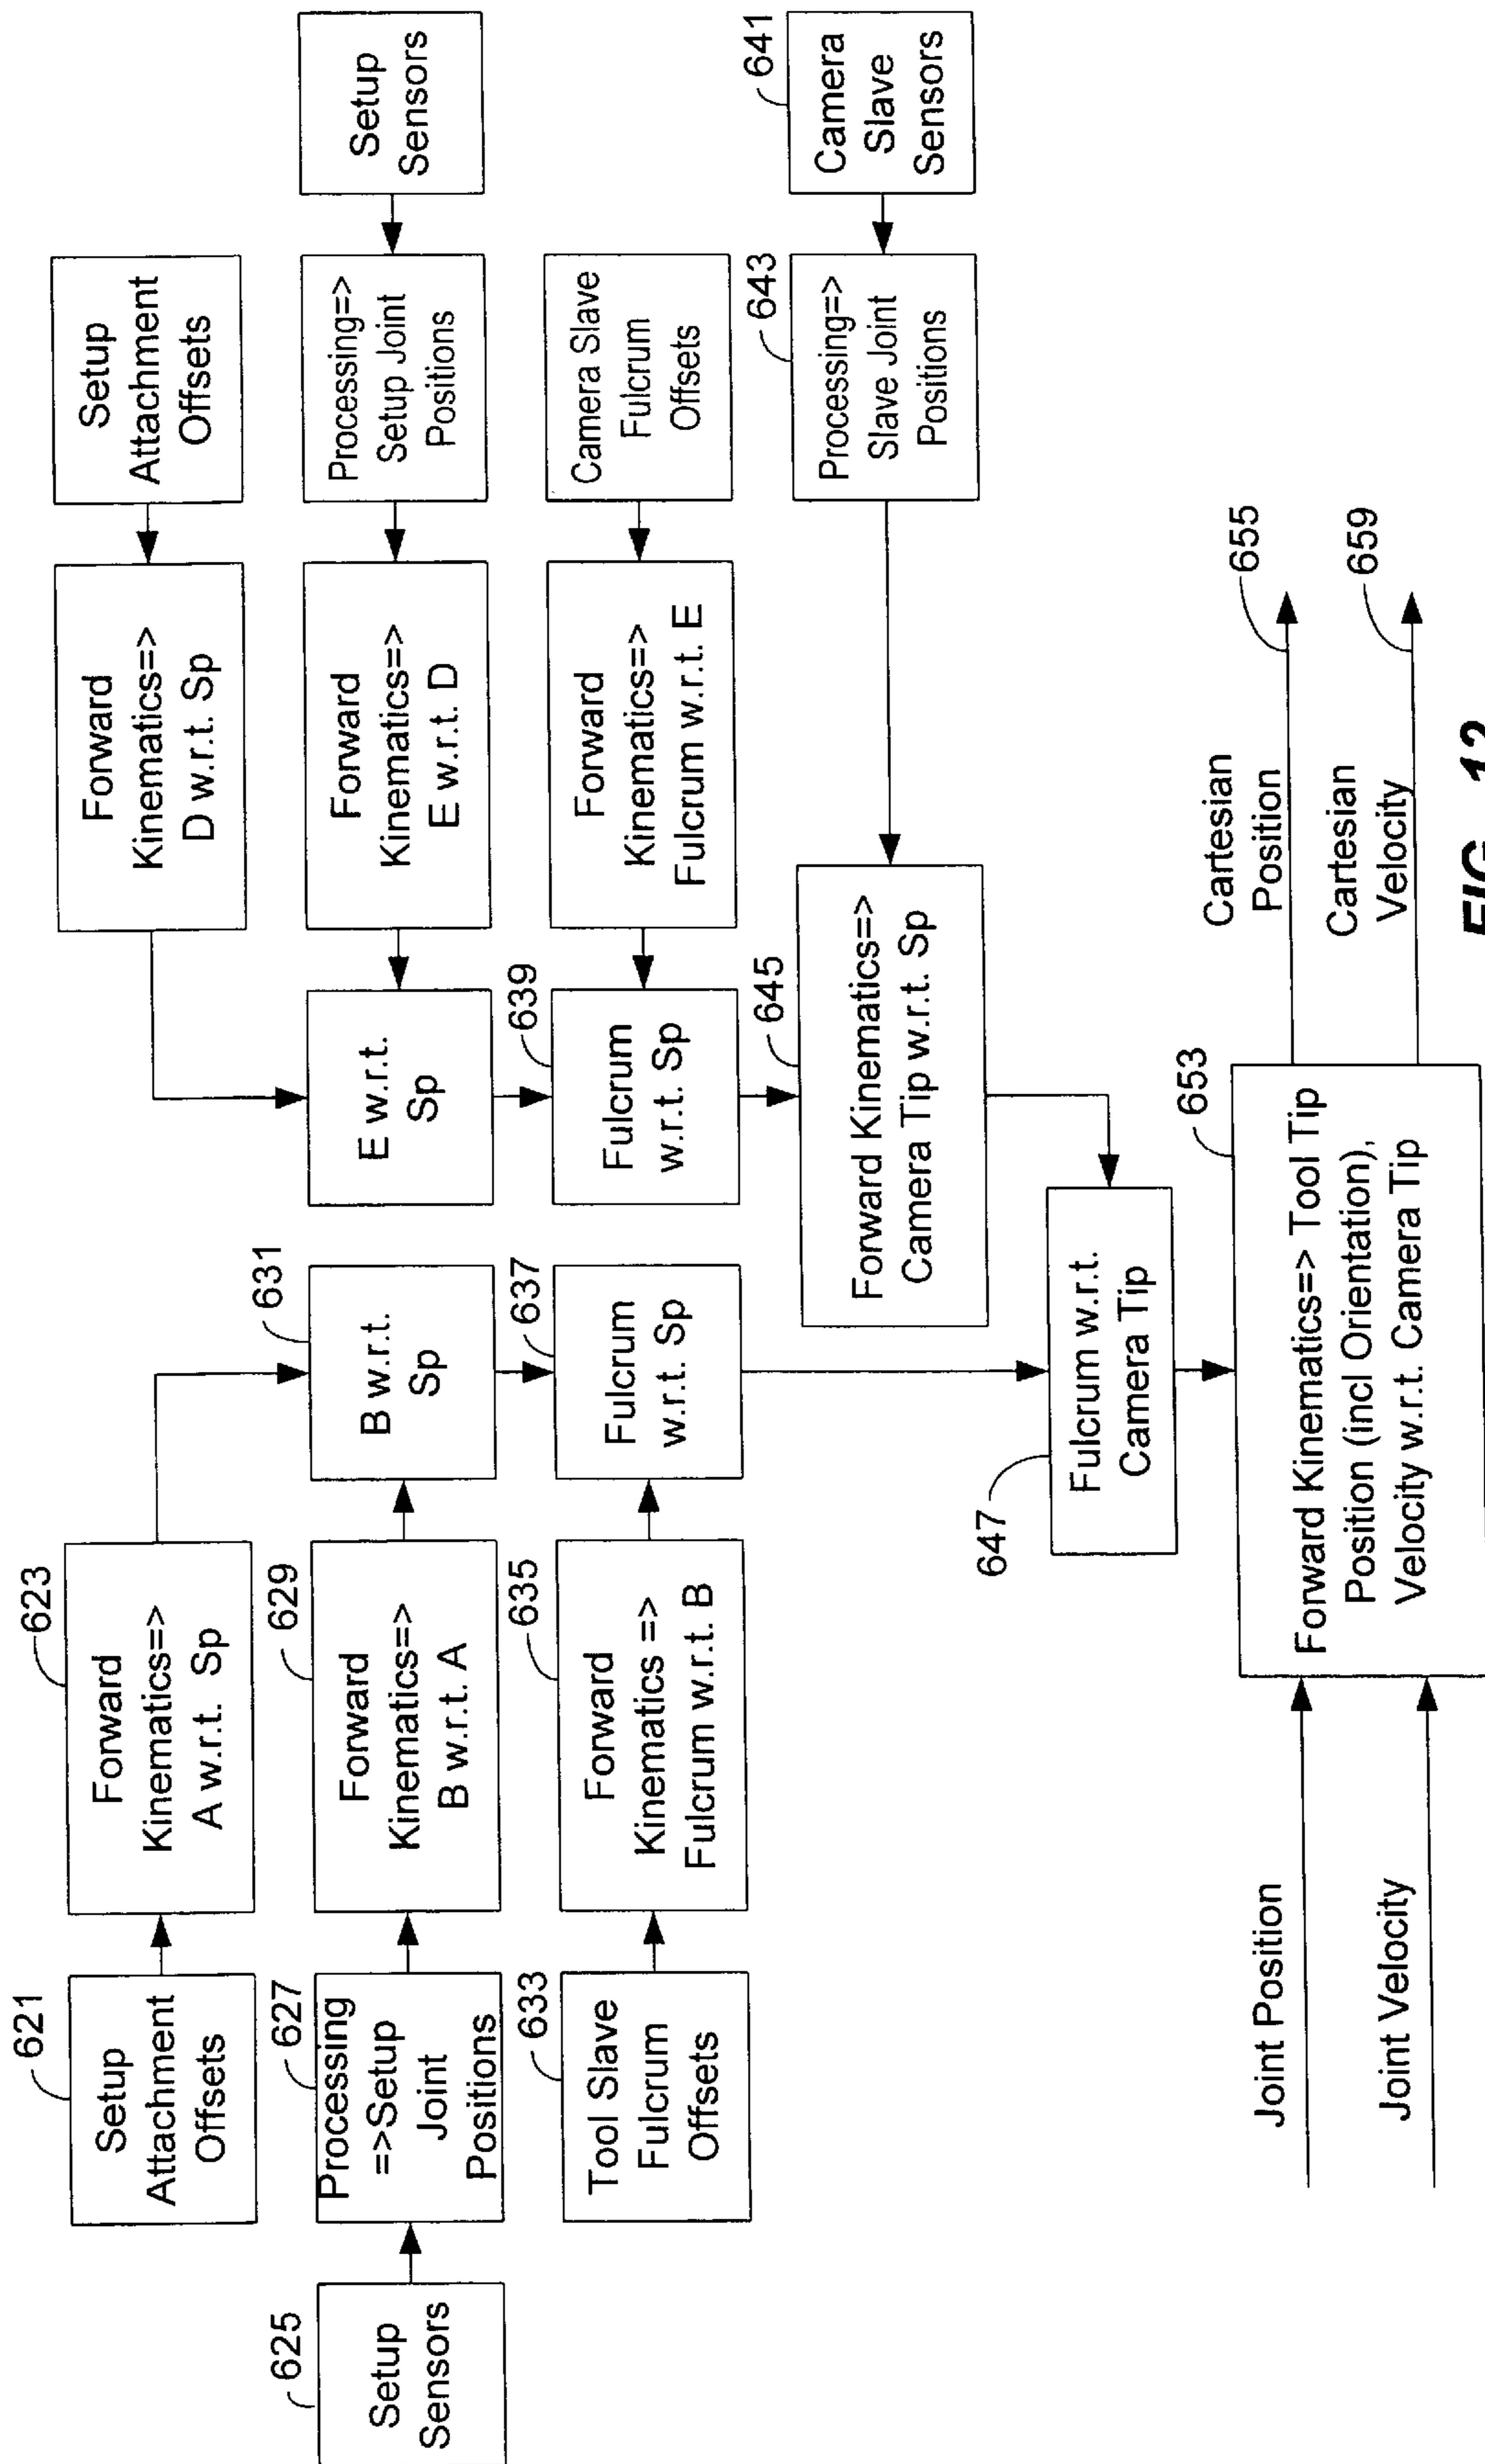 621
Setup
Attachment
Offsets
623
Forward
Kinematics=>
A w.r.t. Sp
Forward
Kinematics=>
D w.r.t. Sp
Setup
Attachment
Offsets
625
Setup
Sensors
627
Processing
=>Setup
Joint
Positions
629
Forward
Kinematics=>
B w.r.t. A
631
B w.r.t.
Sp
E w.r.t.
Sp
Forward
Kinematics=>
E w.r.t. D
Processing=>
Setup Joint
Positions
Setup
Sensors
633
Tool Slave
Fulcrum
Offsets
635
Forward
Kinematics =>
Fulcrum w.r.t. B
637
Fulcrum
w.r.t. Sp
639
Fulcrum
w.r.t. Sp
Forward
Kinematics=>
Fulcrum w.r.t. E
Camera Slave
Fulcrum
Offsets
645
Forward Kinematics=>
Camera Tip w.r.t. Sp
643
Processing=>
Slave Joint
Positions
641
Camera
Slave
Sensors
647
Fulcrum w.r.t.
Camera Tip
Joint Position
Joint Velocity
653
Forward Kinematics=> Tool Tip
Position (incl Orientation),
Velocity w.r.t. Camera Tip
Cartesian
Position
655
Cartesian
Velocity
659
FIG